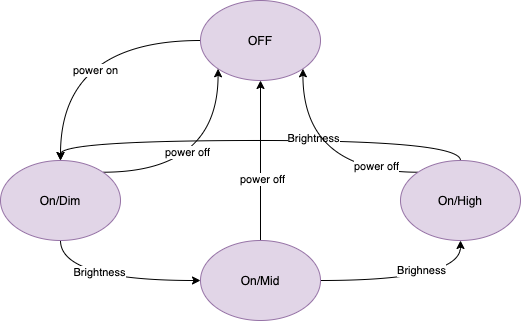 OFF
power on
Brightness
power off
power off
power off
On/Dim
On/High
Brightness
Brighness
On/Mid